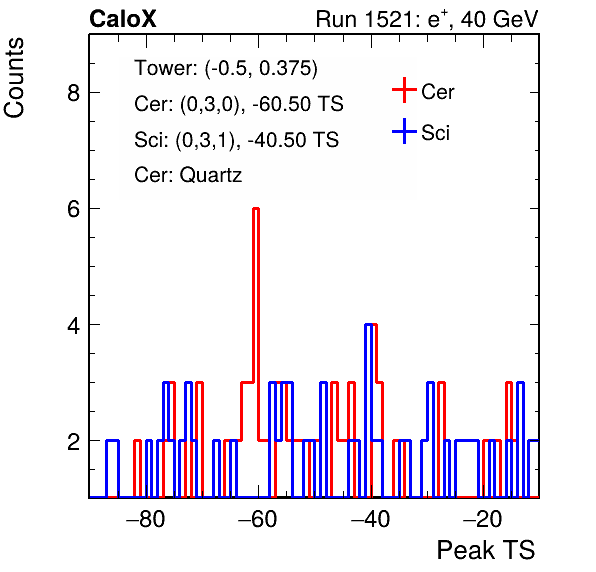 CaloX Run 1521: e⁺, 40 GeV
Counts
Tower: (-0.5, 0.375)
Cer: (0,3,0), -60.50 TS
Sci: (0,3,1), -40.50 TS
Cer: Quartz
Cer
Sci
8
6
4
2
−80 −60 −40 −20
Peak TS